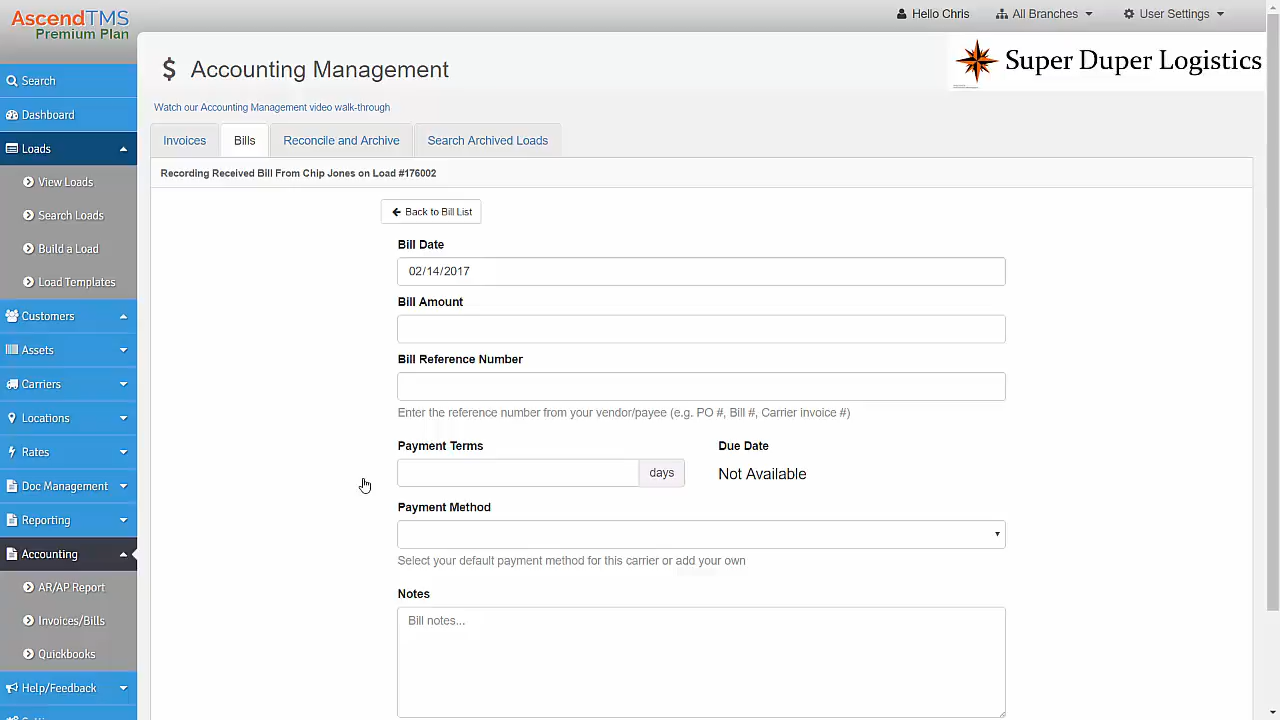 AscendTMS
Premium Plan
Hello Chris
All Branches
User Settings
$ Accounting Management
Super Duper Logistics
Watch our Accounting Management video walk-through
Invoices
Bills
Reconcile and Archive
Search Archived Loads
Recording Received Bill From Chip Jones on Load #176002
Search
Dashboard
Loads
View Loads
Search Loads
Build a Load
Load Templates
Customers
Assets
Carriers
Locations
Rates
Doc Management
Reporting
Accounting
AR/AP Report
Invoices/Bills
Quickbooks
Help/Feedback
Back to Bill List
Bill Date
02/14/2017
Bill Amount
Bill Reference Number
Enter the reference number from your vendor/payee (e.g. PO #, Bill #, Carrier invoice #)
Payment Terms
Due Date
days
Not Available
Payment Method
Select your default payment method for this carrier or add your own
Notes
Bill notes...